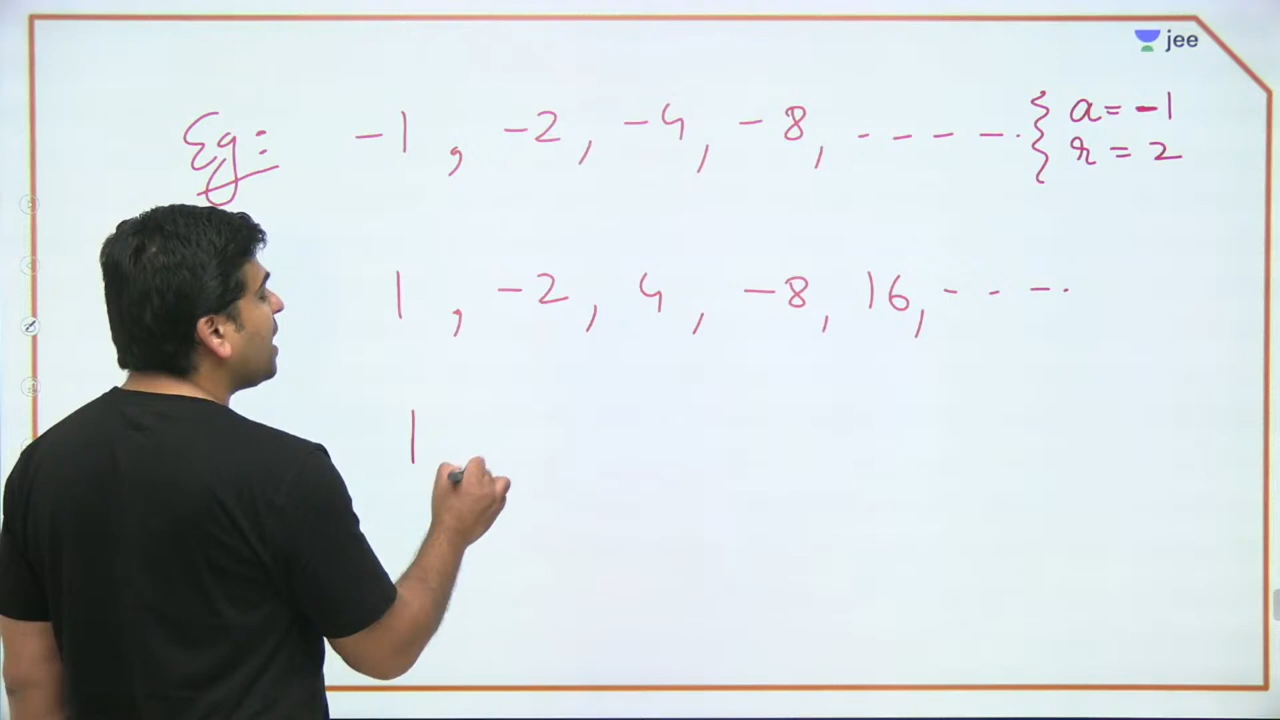 jee
Eg: -1, -2, -4, -8, ----. { a = -1
r = 2
1, -2, 4, -8, 16, ---.
1